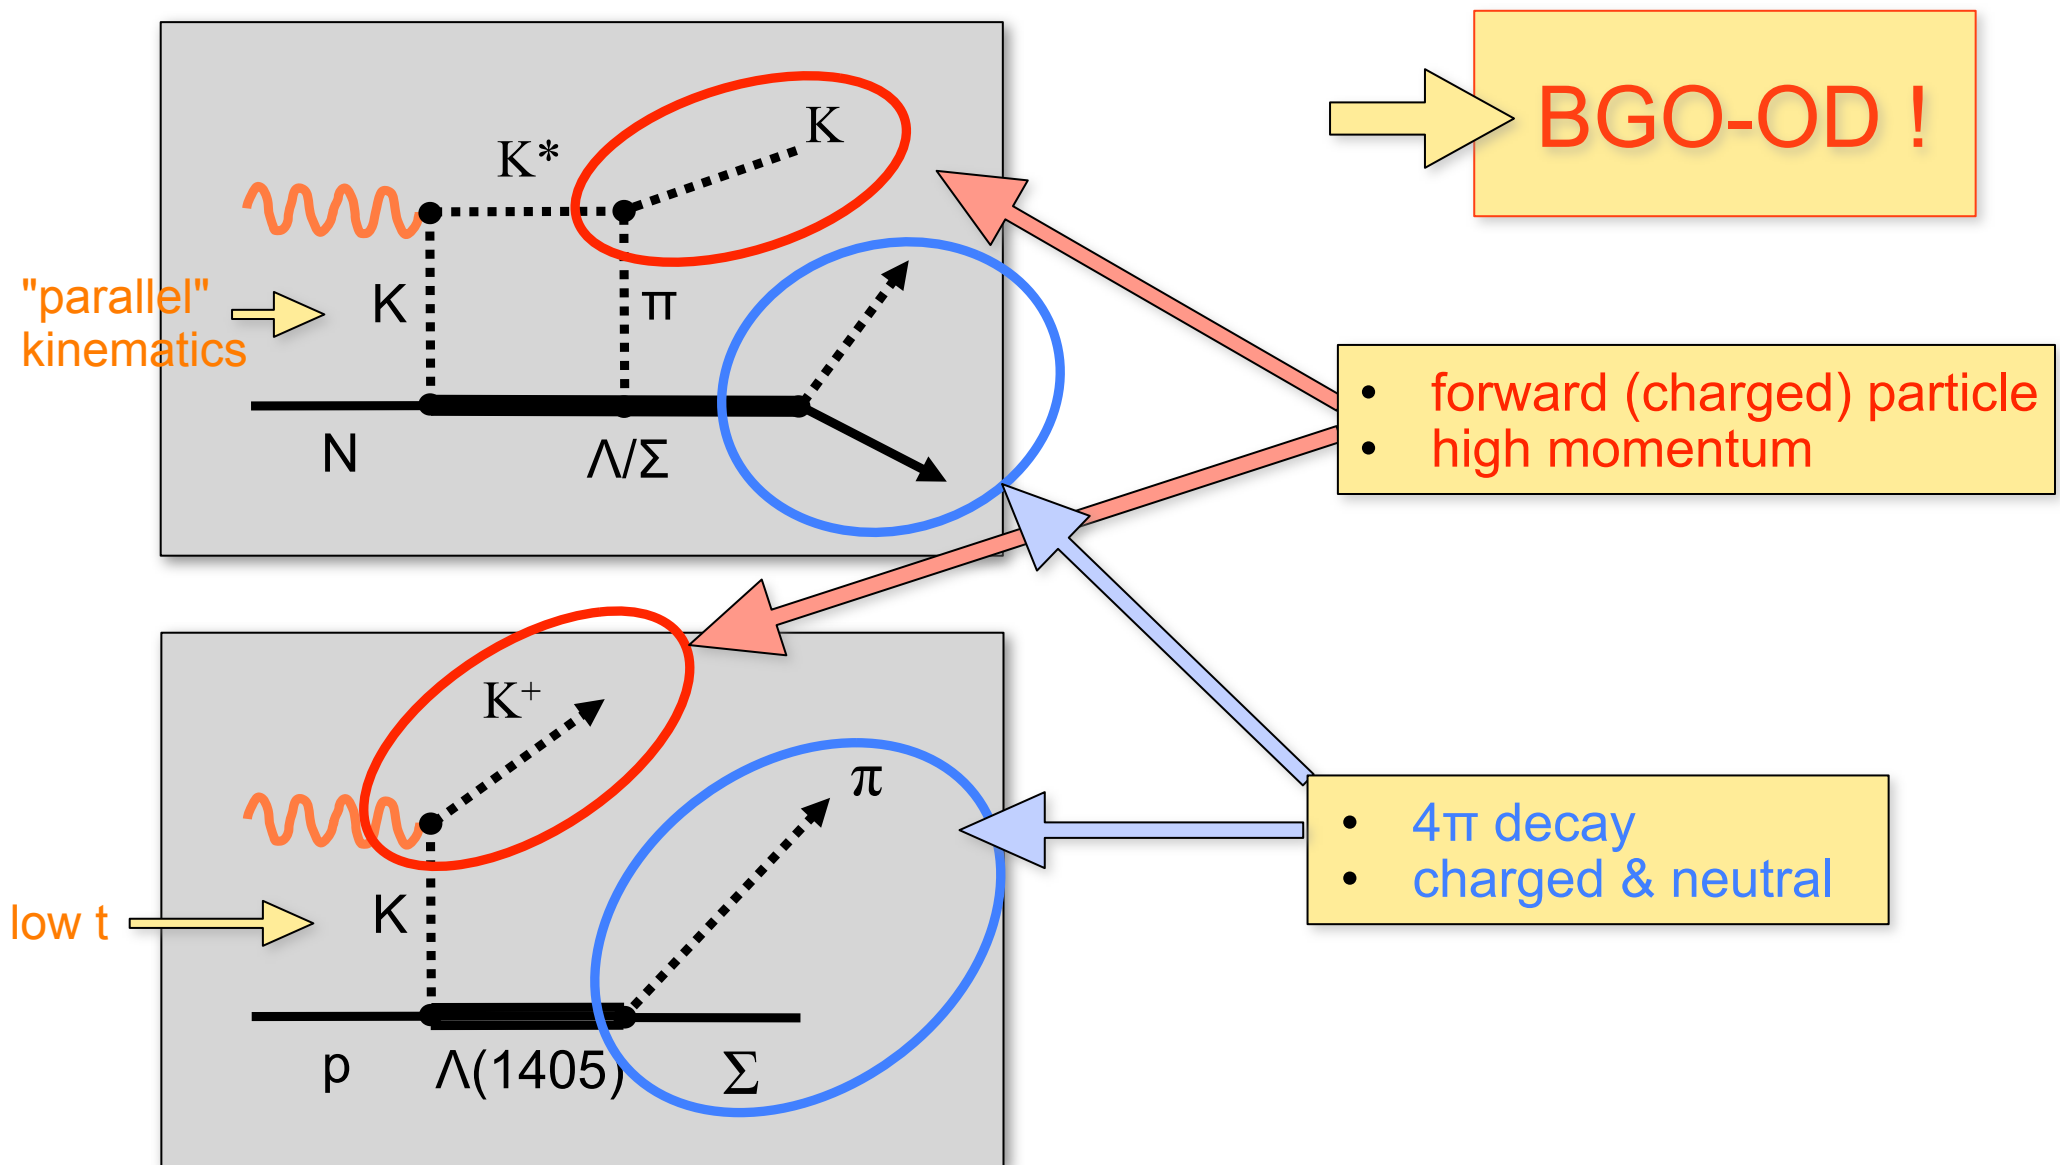 BGO-OD !
K
K*
"parallel"
kinematics
K
π
N
Λ/Σ
• forward (charged) particle
• high momentum
K⁺
π
low t
K
p
Λ(1405)
Σ
• 4π decay
• charged & neutral